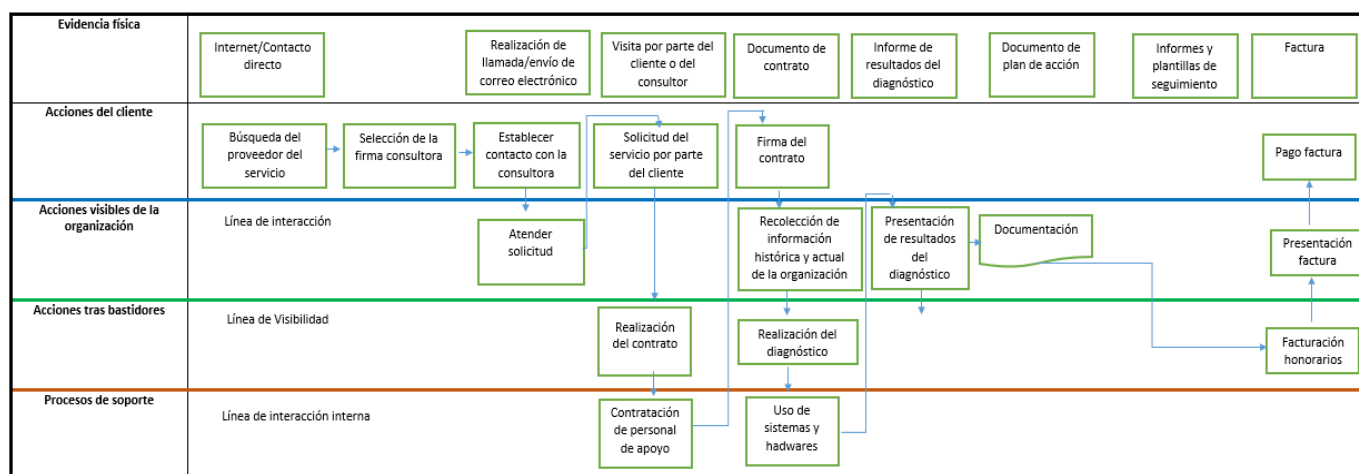 Evidencia física
Internet/Contacto
directo
Realización de
llamada/envío de
correo electrónico
Visita por parte del
cliente o del
consultor
Documento de
contrato
Informe de
resultados del
diagnóstico
Documento de
plan de acción
Informes y
plantillas de
seguimiento
Factura
Acciones del cliente
Búsqueda del
proveedor del
servicio
Selección de la
firma consultora
Establecer
contacto con la
consultora
Solicitud del
servicio por parte
del cliente
Firma del
contrato
Pago factura
Acciones visibles de la
organización
Línea de interacción
Atender
solicitud
Recolección de
información
histórica y actual
de la organización
Presentación
de resultados
del
diagnóstico
Documentación
Presentación
factura
Acciones tras bastidores
Línea de Visibilidad
Realización
del contrato
Realización del
diagnóstico
Facturación
honorarios
Procesos de soporte
Línea de interacción interna
Contratación
de personal
de apoyo
Uso de
sistemas y
hadwares